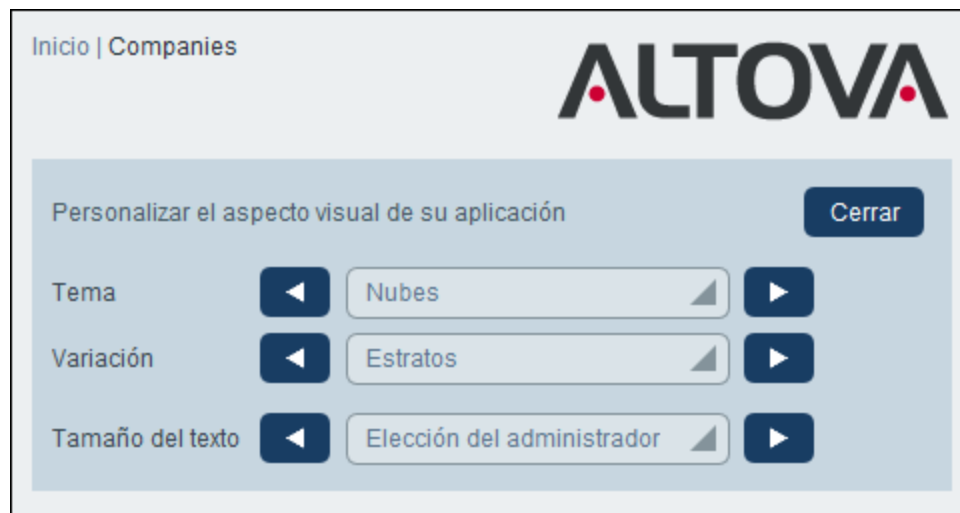 Inicio | Companies
ALTOVA
Personalizar el aspecto visual de su aplicación
Cerrar
Tema
Nubes
Variación
Estratos
Tamaño del texto
Elección del administrador